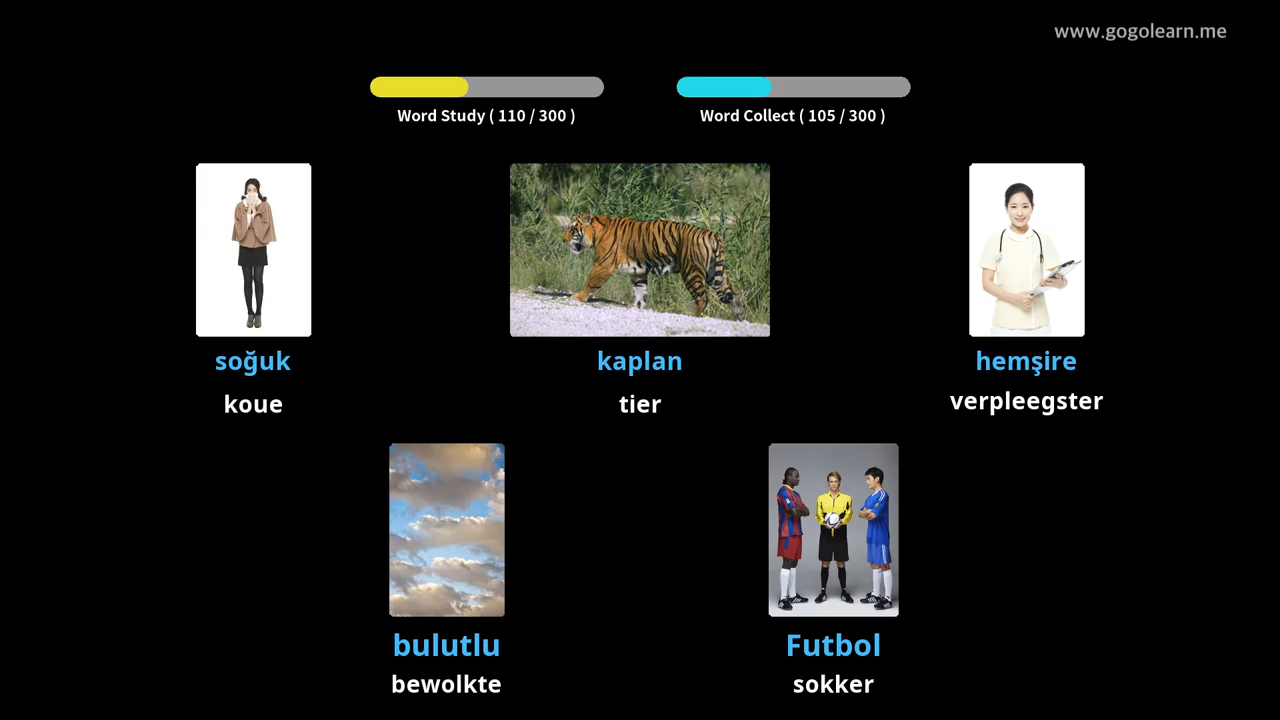 www.gogolearn.me
Word Study ( 110 / 300 )
Word Collect ( 105 / 300 )
soğuk
koue
kaplan
tier
hemşire
verpleegster
bulutlu
bewolkte
Futbol
sokker